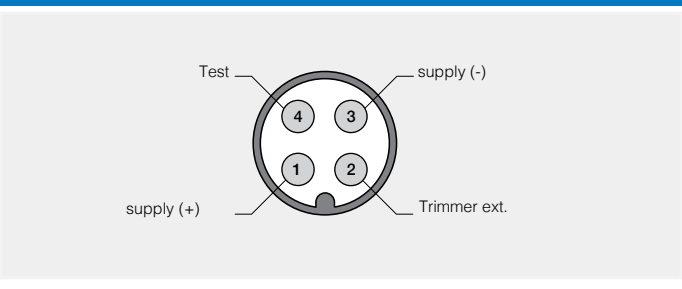 Test
supply (-)
4
3
1
2
supply (+)
Trimmer ext.